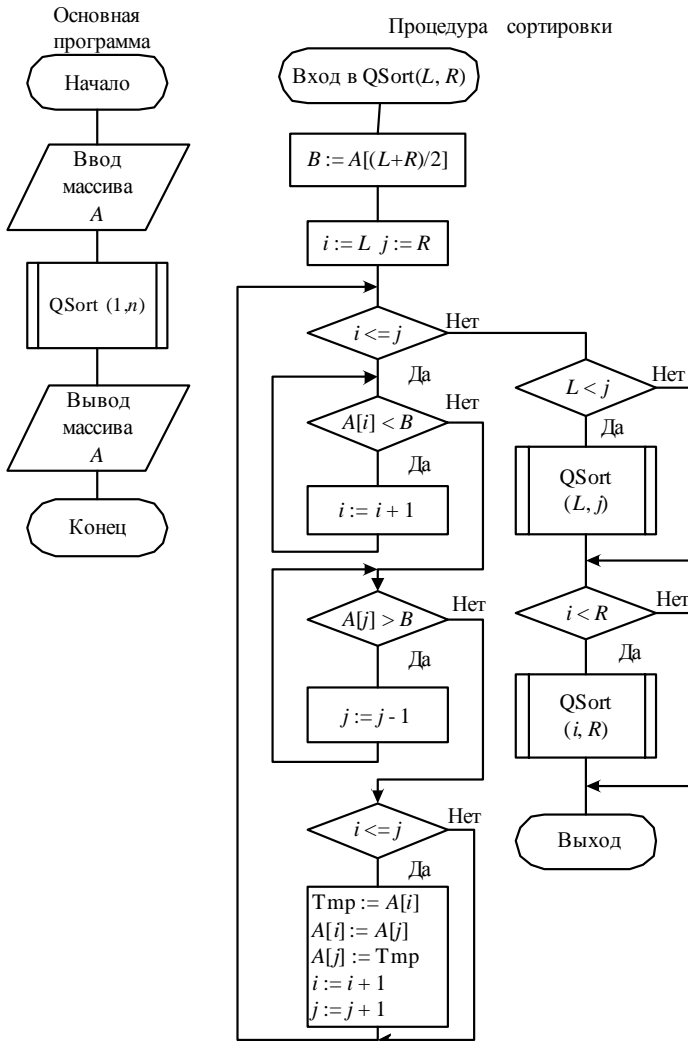 Основная
программа
Начало
Ввод
массива
A
QSort (1,n)
Вывод
массива
A
Конец
Процедура сортировки
Вход в QSort(L, R)
B := A[(L+R)/2]
i := L j := R
i <= j
Нет
Да
A[i] < B
Нет
Да
i := i + 1
A[j] > B
Нет
Да
j := j - 1
i <= j
Нет
Да
Tmp := A[i]
A[i] := A[j]
A[j] := Tmp
i := i + 1
j := j + 1
L < j
Нет
Да
QSort
(L, j)
i < R
Нет
Да
QSort
(i, R)
Выход